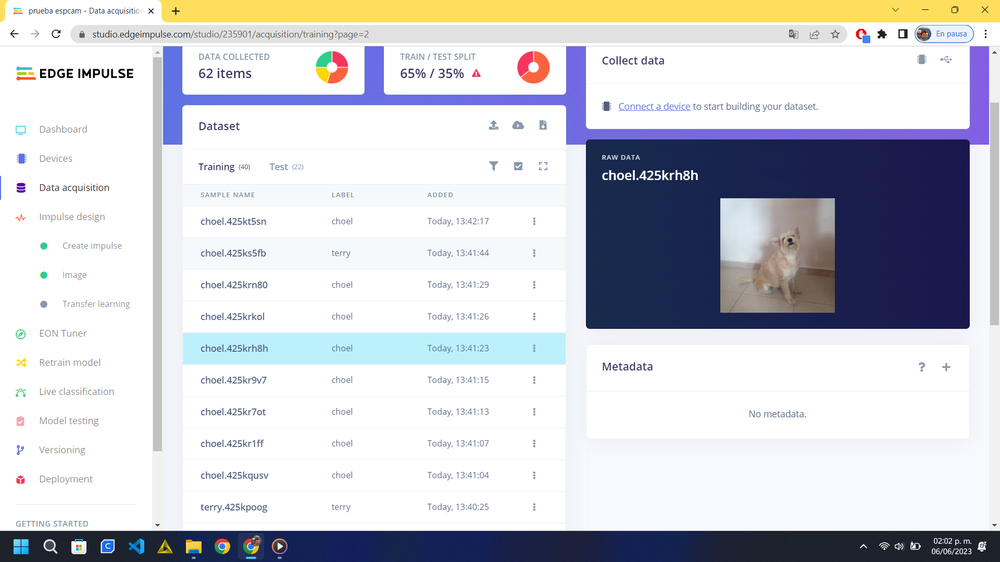 prueba espcam - Data acquisition
studio.edgeimpulse.com/studio/235901/acquisition/training?page=2
En pausa
EDGE IMPULSE
Dashboard
Devices
Data acquisition
Impulse design
Create impulse
Image
Transfer learning
EON Tuner
Retrain model
Live classification
Model testing
Versioning
Deployment
GETTING STARTED
DATA COLLECTED
62 items
TRAIN / TEST SPLIT
65% / 35%
Dataset
Training (40) Test (22)
SAMPLE NAME LABEL ADDED
choel.425kt5sn choel Today, 13:42:17
choel.425ks5fb terry Today, 13:41:44
choel.425krn80 choel Today, 13:41:29
choel.425krkol choel Today, 13:41:26
choel.425krh8h choel Today, 13:41:23
choel.425kr9v7 choel Today, 13:41:15
choel.425kr7ot choel Today, 13:41:13
choel.425kr1ff choel Today, 13:41:07
choel.425kqusv choel Today, 13:41:04
terry.425kpoog terry Today, 13:40:25
Collect data
Connect a device to start building your dataset.
RAW DATA
choel.425krh8h
Metadata
No metadata.
02:02 p. m.
06/06/2023